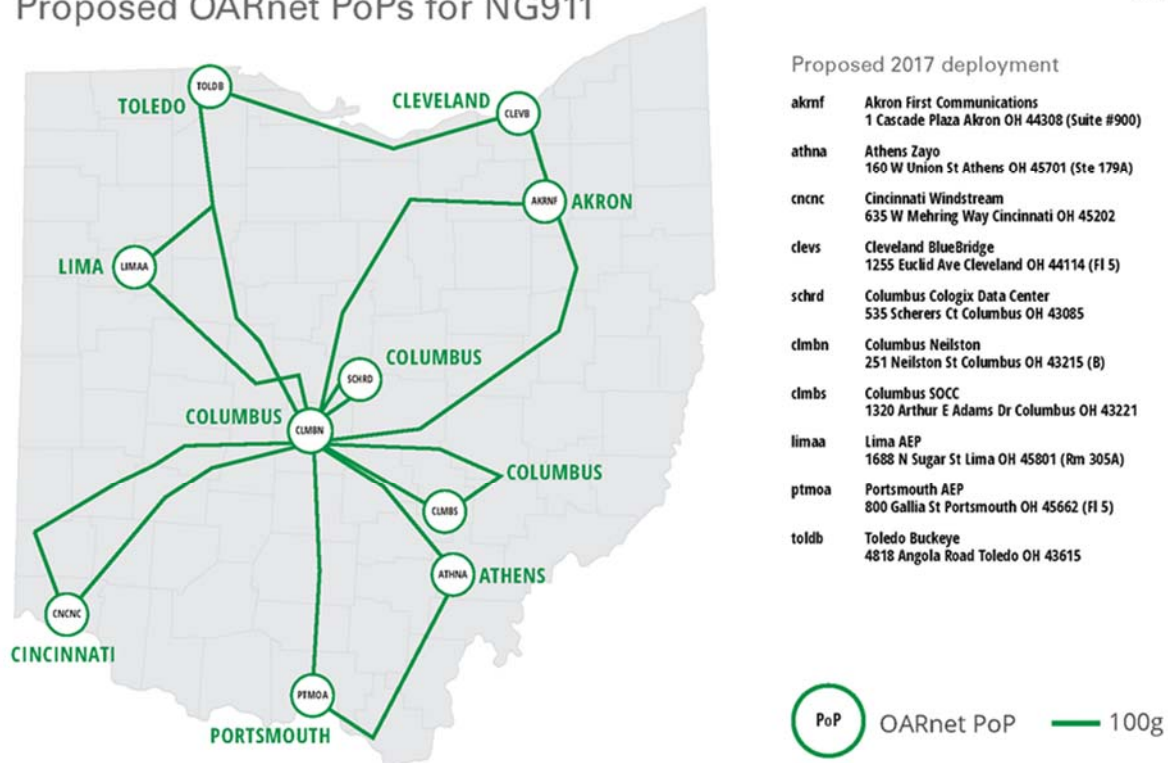 Proposed OARnet PoPs for NG911
TOLDB
TOLEDO
CLEVELAND
CLEVB
AKRNF
AKRON
LIMA
LIMAA
COLUMBUS
SCHRD
COLUMBUS
CLMBN
COLUMBUS
CLMBS
ATHNA
ATHENS
CNCNC
CINCINNATI
PTMOA
PORTSMOUTH
Proposed 2017 deployment
akrnf Akron First Communications
1 Cascade Plaza Akron OH 44308 (Suite #900)
athna Athens Zayo
160 W Union St Athens OH 45701 (Ste 179A)
cncnc Cincinnati Windstream
635 W Mehring Way Cincinnati OH 45202
clevs Cleveland BlueBridge
1255 Euclid Ave Cleveland OH 44114 (Fl 5)
schrd Columbus Cologix Data Center
535 Scherers Ct Columbus OH 43085
clmbn Columbus Neilston
251 Neilston St Columbus OH 43215 (B)
clmbs Columbus SOCC
1320 Arthur E Adams Dr Columbus OH 43221
limaa Lima AEP
1688 N Sugar St Lima OH 45801 (Rm 305A)
ptmoa Portsmouth AEP
800 Gallia St Portsmouth OH 45662 (Fl 5)
toldb Toledo Buckeye
4818 Angola Road Toledo OH 43615
PoP OARnet PoP 100g